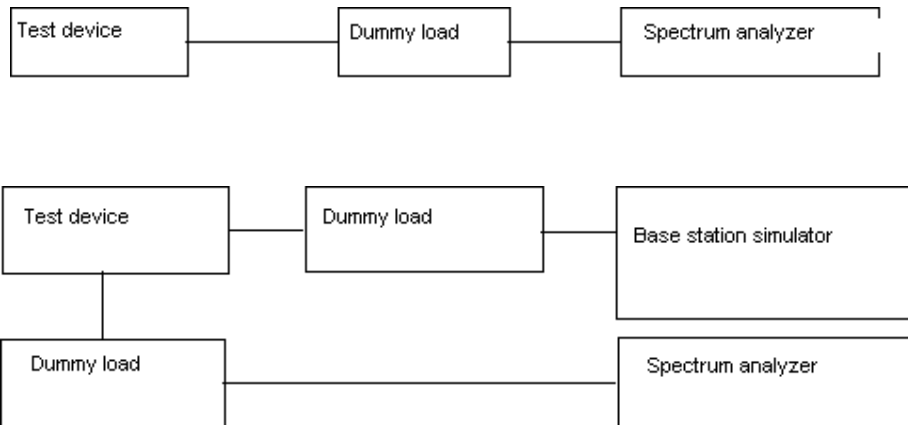 Test device
Dummy load
Spectrum analyzer
Test device
Dummy load
Base station simulator
Dummy load
Spectrum analyzer